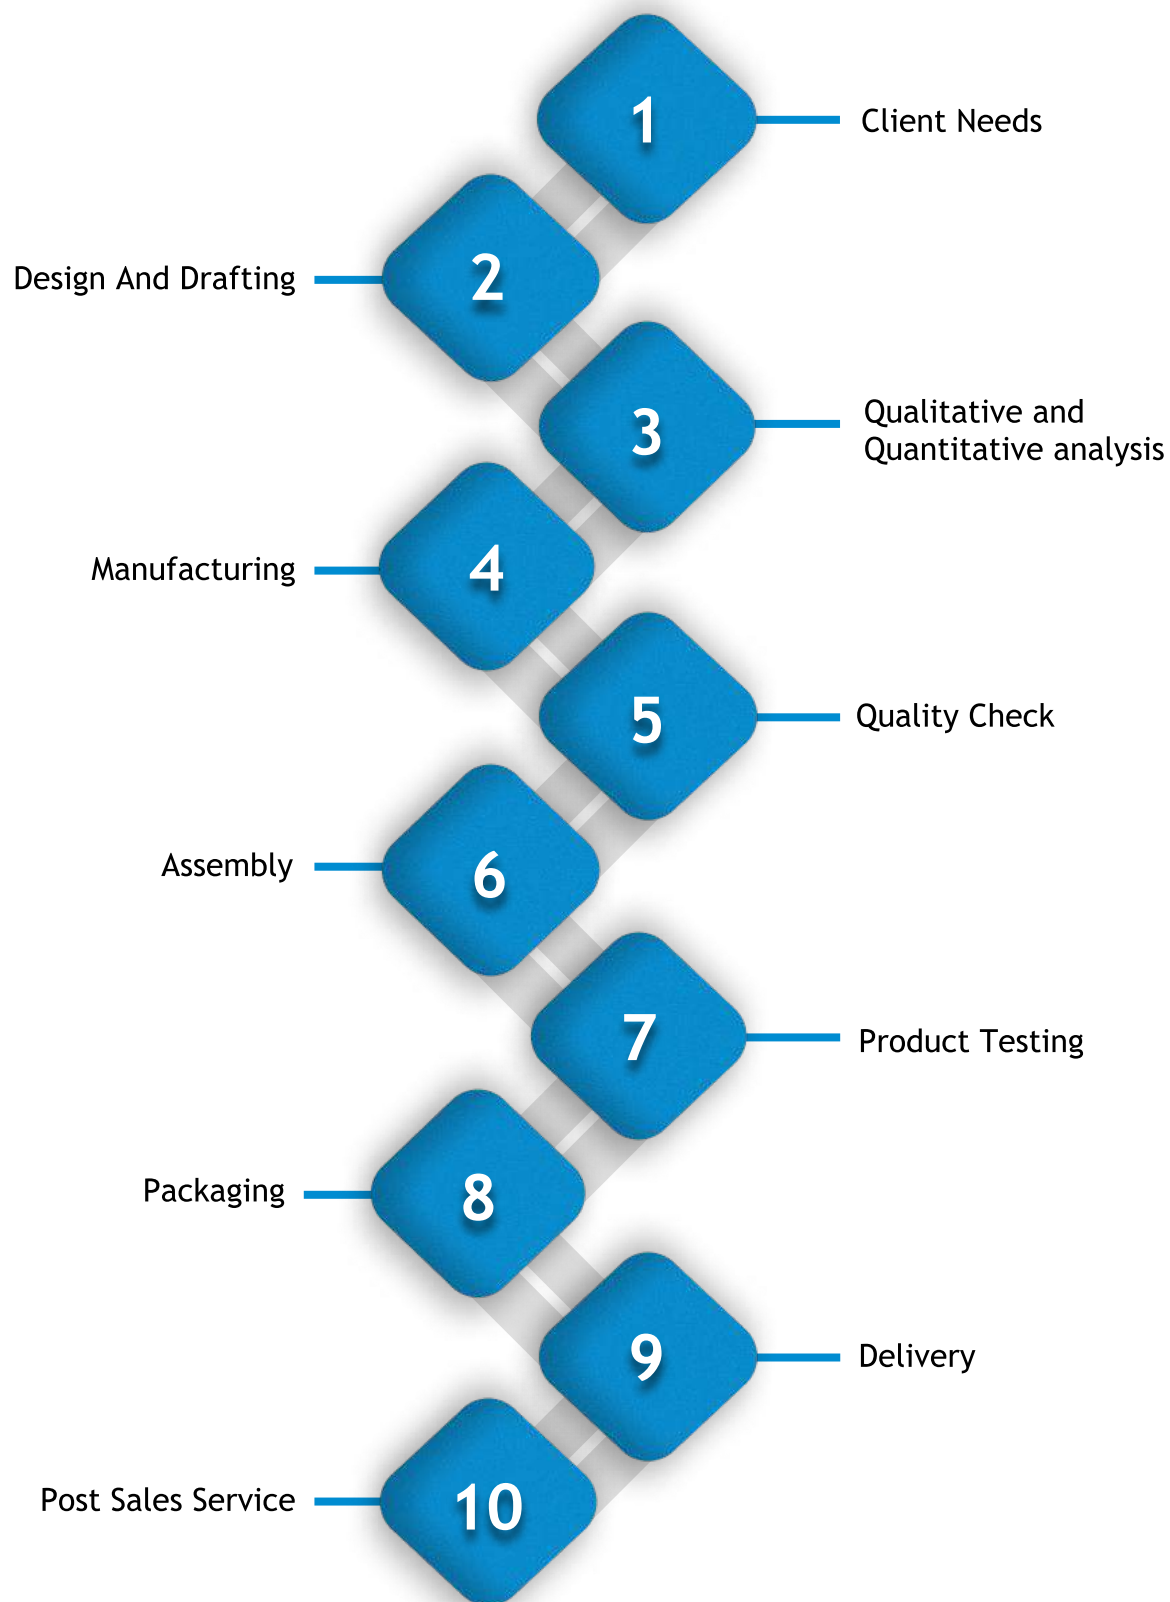 1
Client Needs
2
Design And Drafting
3
Qualitative and
Quantitative analysis
4
Manufacturing
5
Quality Check
6
Assembly
7
Product Testing
8
Packaging
9
Delivery
10
Post Sales Service